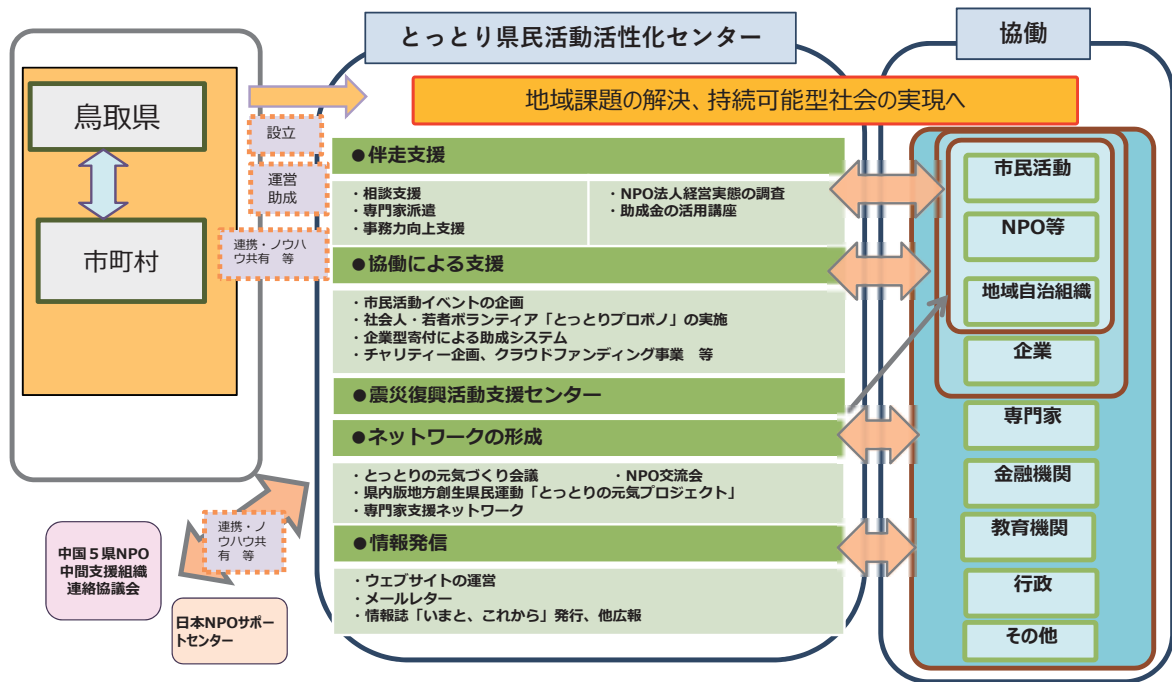 とっとり県民活動活性化センター
協働
鳥取県
市町村
設立
運営
助成
連携・ノウハ
ウ共有　等
地域課題の解決、持続可能型社会の実現へ
●伴走支援
・相談支援
・専門家派遣
・事務力向上支援
・NPO法人経営実態の調査
・助成金の活用講座
●協働による支援
・市民活動イベントの企画
・社会人・若者ボランティア「とっとりプロボノ」の実施
・企業型寄付による助成システム
・チャリティー企画、クラウドファンディング事業　等
●震災復興活動支援センター
●ネットワークの形成
・とっとりの元気づくり会議　　　　・NPO交流会
・県内版地方創生県民運動「とっとりの元気プロジェクト」
・専門家支援ネットワーク
●情報発信
・ウェブサイトの運営
・メールレター
・情報誌「いまと、これから」発行、他広報
市民活動
NPO等
地域自治組織
企業
専門家
金融機関
教育機関
行政
その他
連携・ノ
ウハウ共
有　等
中国５県NPO
中間支援組織
連絡協議会
日本NPOサポー
トセンター